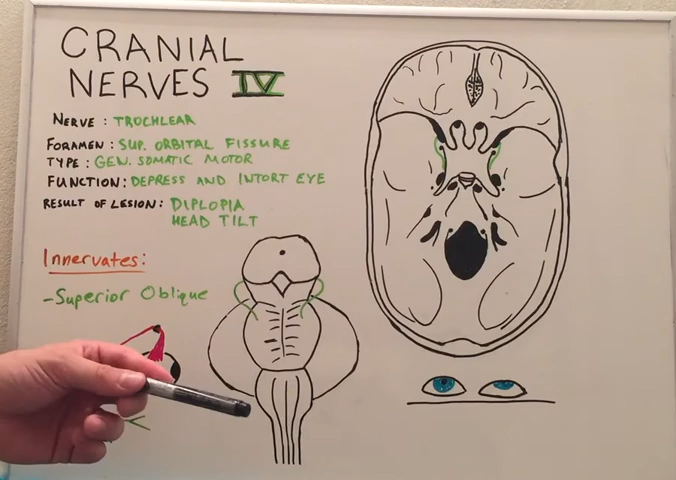 CRANIAL
NERVES IV
NERVE : TROCHLEAR
FORAMEN : SUP. ORBITAL FISSURE
TYPE : GEN. SOMATIC MOTOR
FUNCTION : DEPRESS AND INTORT EYE
RESULT OF LESION : DIPLOPIA
HEAD TILT
Innervates:
-Superior Oblique